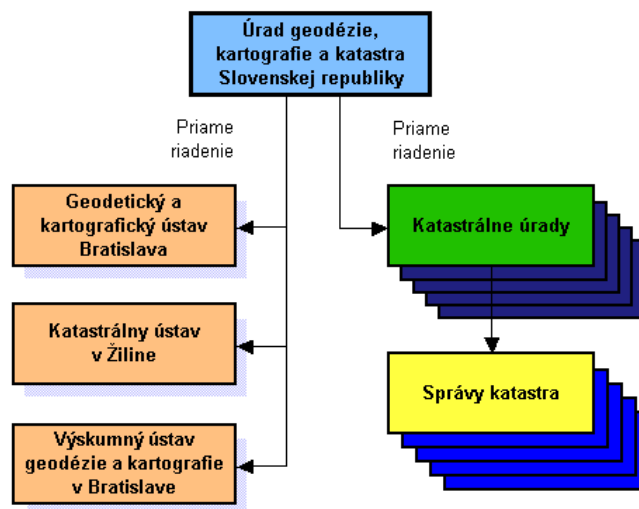 Úrad geodézie,
kartografie a katastra
Slovenskej republiky
Priame
riadenie
Priame
riadenie
Geodetický a
kartografický ústav
Bratislava
Katastrálne úrady
Katastrálny ústav
v Žiline
Správy katastra
Výskumný ústav
geodézie a kartografie
v Bratislave